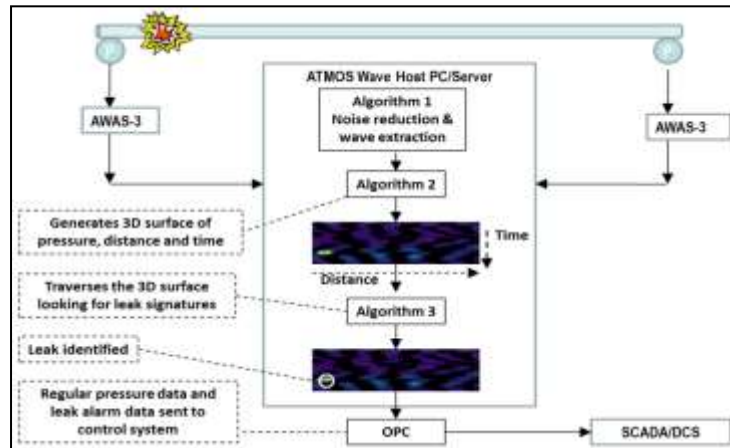 P
P
ATMOS Wave Host PC/Server
Algorithm 1
Noise reduction &
wave extraction
AWAS-3
AWAS-3
Algorithm 2
Generates 3D surface of
pressure, distance and time
Time
Distance
Traverses the 3D surface
looking for leak signatures
Algorithm 3
Leak identified
Regular pressure data and
leak alarm data sent to
control system
OPC
SCADA/DCS